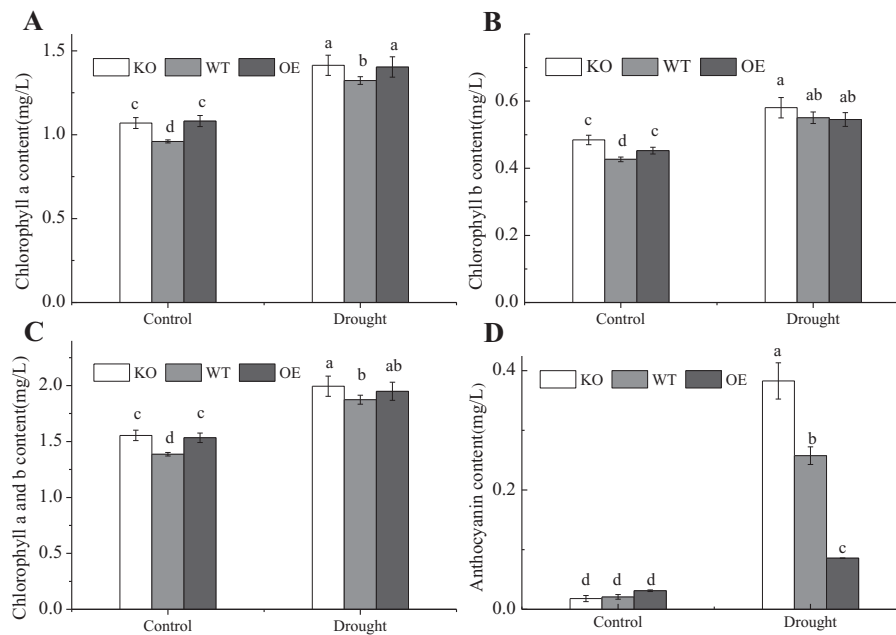 A
Chlorophyll a content(mg/L)
1.5
1.0
0.5
0.0
KO WT OE
c d c
a b a
Control Drought
B
Chlorophyll b content(mg/L)
0.6
0.4
0.2
0.0
KO WT OE
c d c
a ab ab
Control Drought
C
Chlorophyll a and b content(mg/L)
2.0
1.5
1.0
0.5
0.0
KO WT OE
c d c
a b ab
Control Drought
D
Anthocyanin content(mg/L)
0.4
0.2
0.0
KO WT OE
d d d
a b c
Control Drought